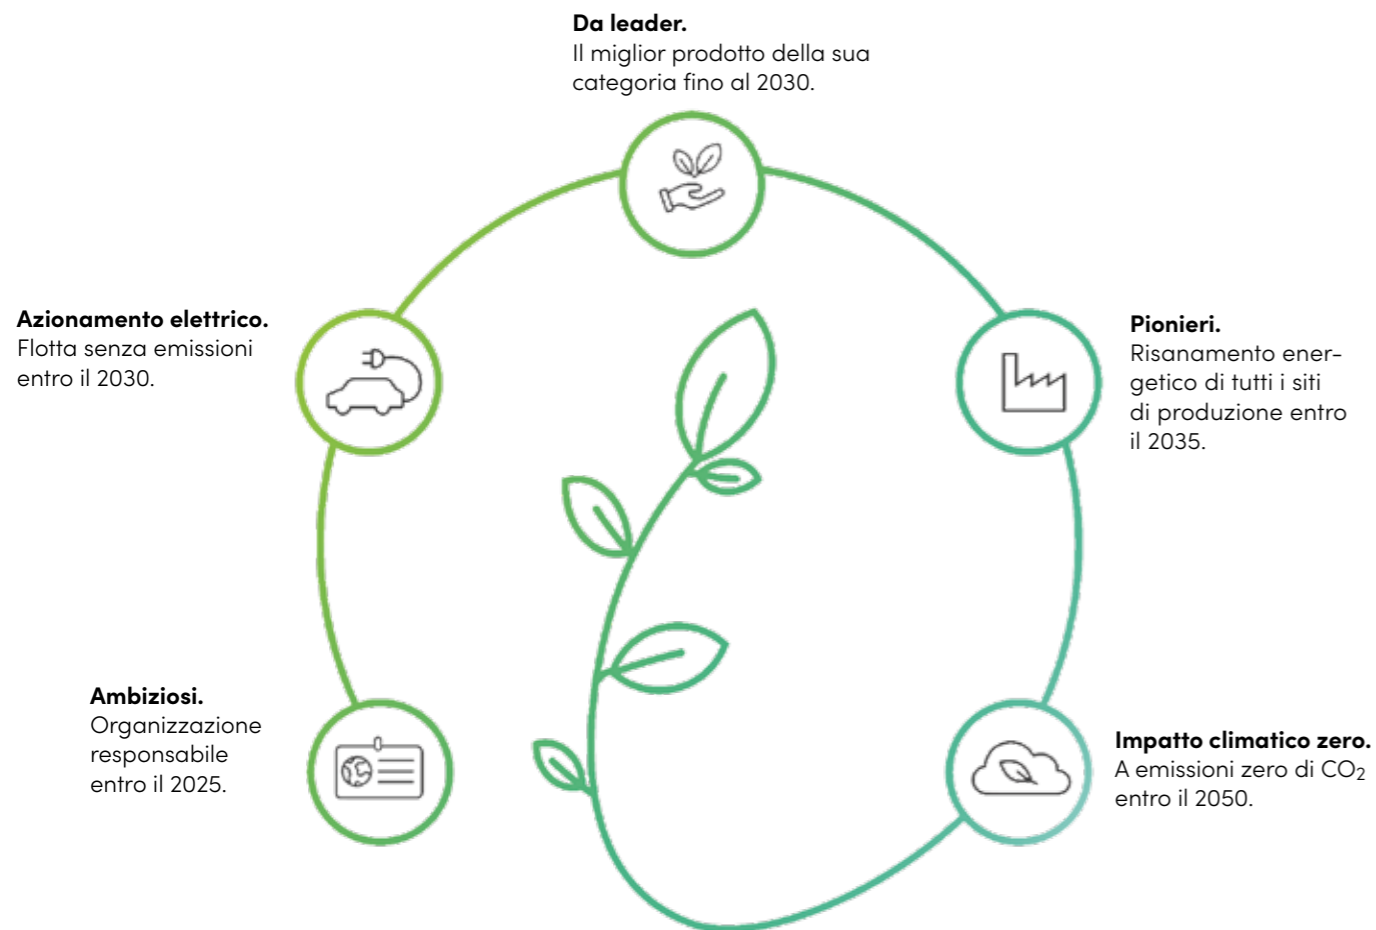 Da leader.
Il miglior prodotto della sua
categoria fino al 2030.
Azionamento elettrico.
Flotta senza emissioni
entro il 2030.
Pionieri.
Risanamento ener-
getico di tutti i siti
di produzione entro
il 2035.
Ambiziosi.
Organizzazione
responsabile
entro il 2025.
Impatto climatico zero.
A emissioni zero di CO₂
entro il 2050.